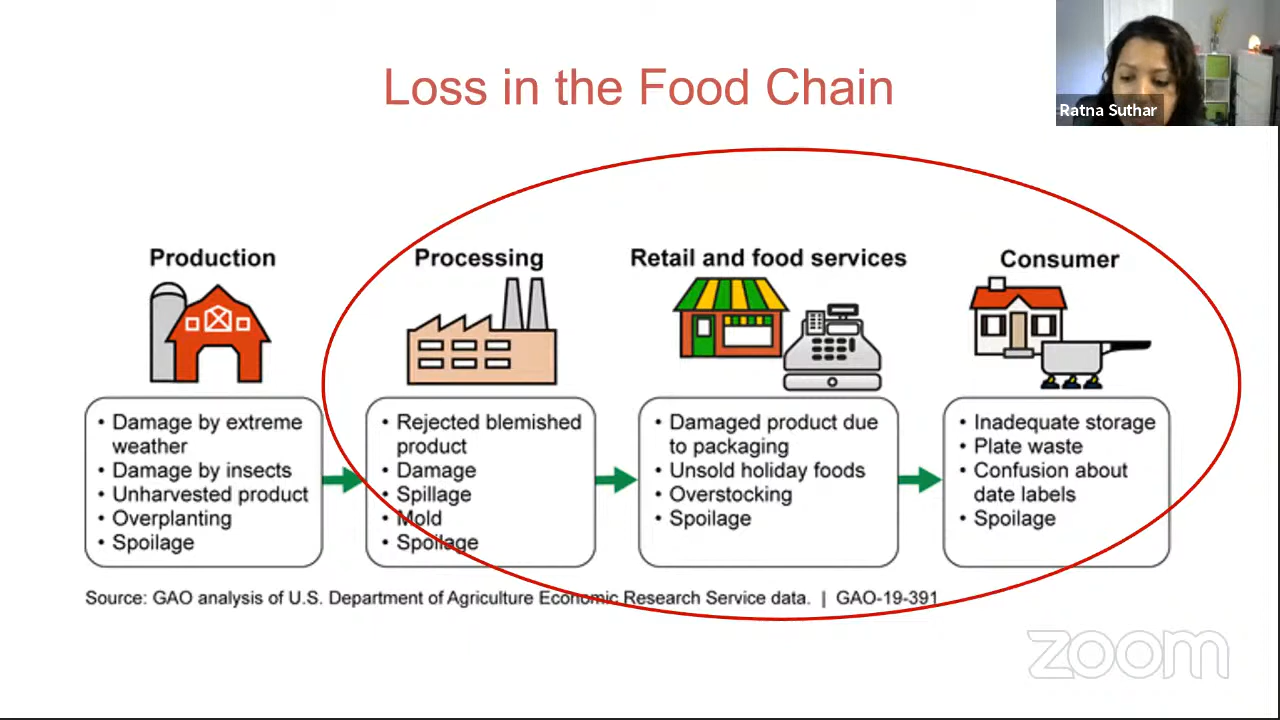 Loss in the Food Chain
Ratna Suthar
Production
• Damage by extreme
weather
• Damage by insects
• Unharvested product
• Overplanting
• Spoilage
Processing
• Rejected blemished
product
• Damage
• Spillage
• Mold
• Spoilage
Retail and food services
• Damaged product due
to packaging
• Unsold holiday foods
• Overstocking
• Spoilage
Consumer
• Inadequate storage
• Plate waste
• Confusion about
date labels
• Spoilage
Source: GAO analysis of U.S. Department of Agriculture Economic Research Service data. | GAO-19-391
zoom